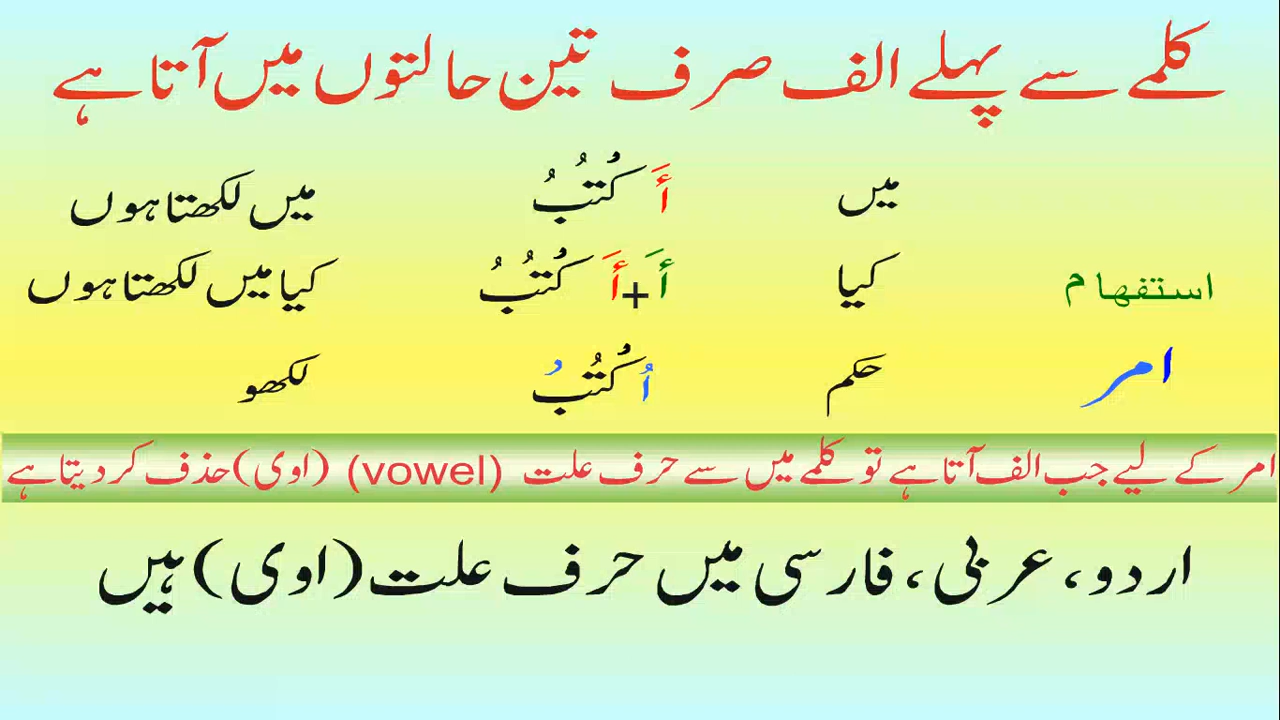 کلمے سے پہلے الف صرف تین حالتوں میں آتا ہے
میں أَ كْتُبُ میں لکھتا ہوں
استفهام کیا أَ+أَ كْتُبُ کیا میں لکھتا ہوں
امر حکم اُ كْتُبْ لکھو
امر کے لیے جب الف آتا ہے تو کلمے میں سے حرف علت (vowel) (اوی) حذف کر دیتا ہے
اردو، عربی، فارسی میں حرف علت (اوی) ہیں